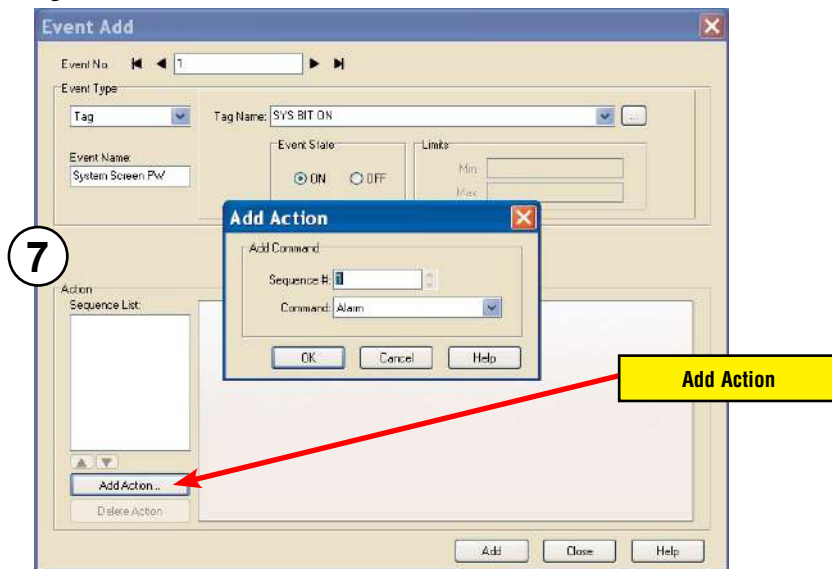 Event Add
Event No. 1
Event Type
Tag
Tag Name: SYS BIT ON ...
Event Name:
System Screen PW
Event State
ON OFF
Limits
Min
Max
Add Action
Add Command
Sequence #: 1
Command: Alarm
OK Cancel Help
7
Action
Sequence List:
Add Action
Add Action...
Delete Action
Add Close Help